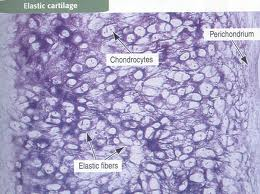 Elastic cartilage
Perichondrium
Chondrocytes
Elastic fibers